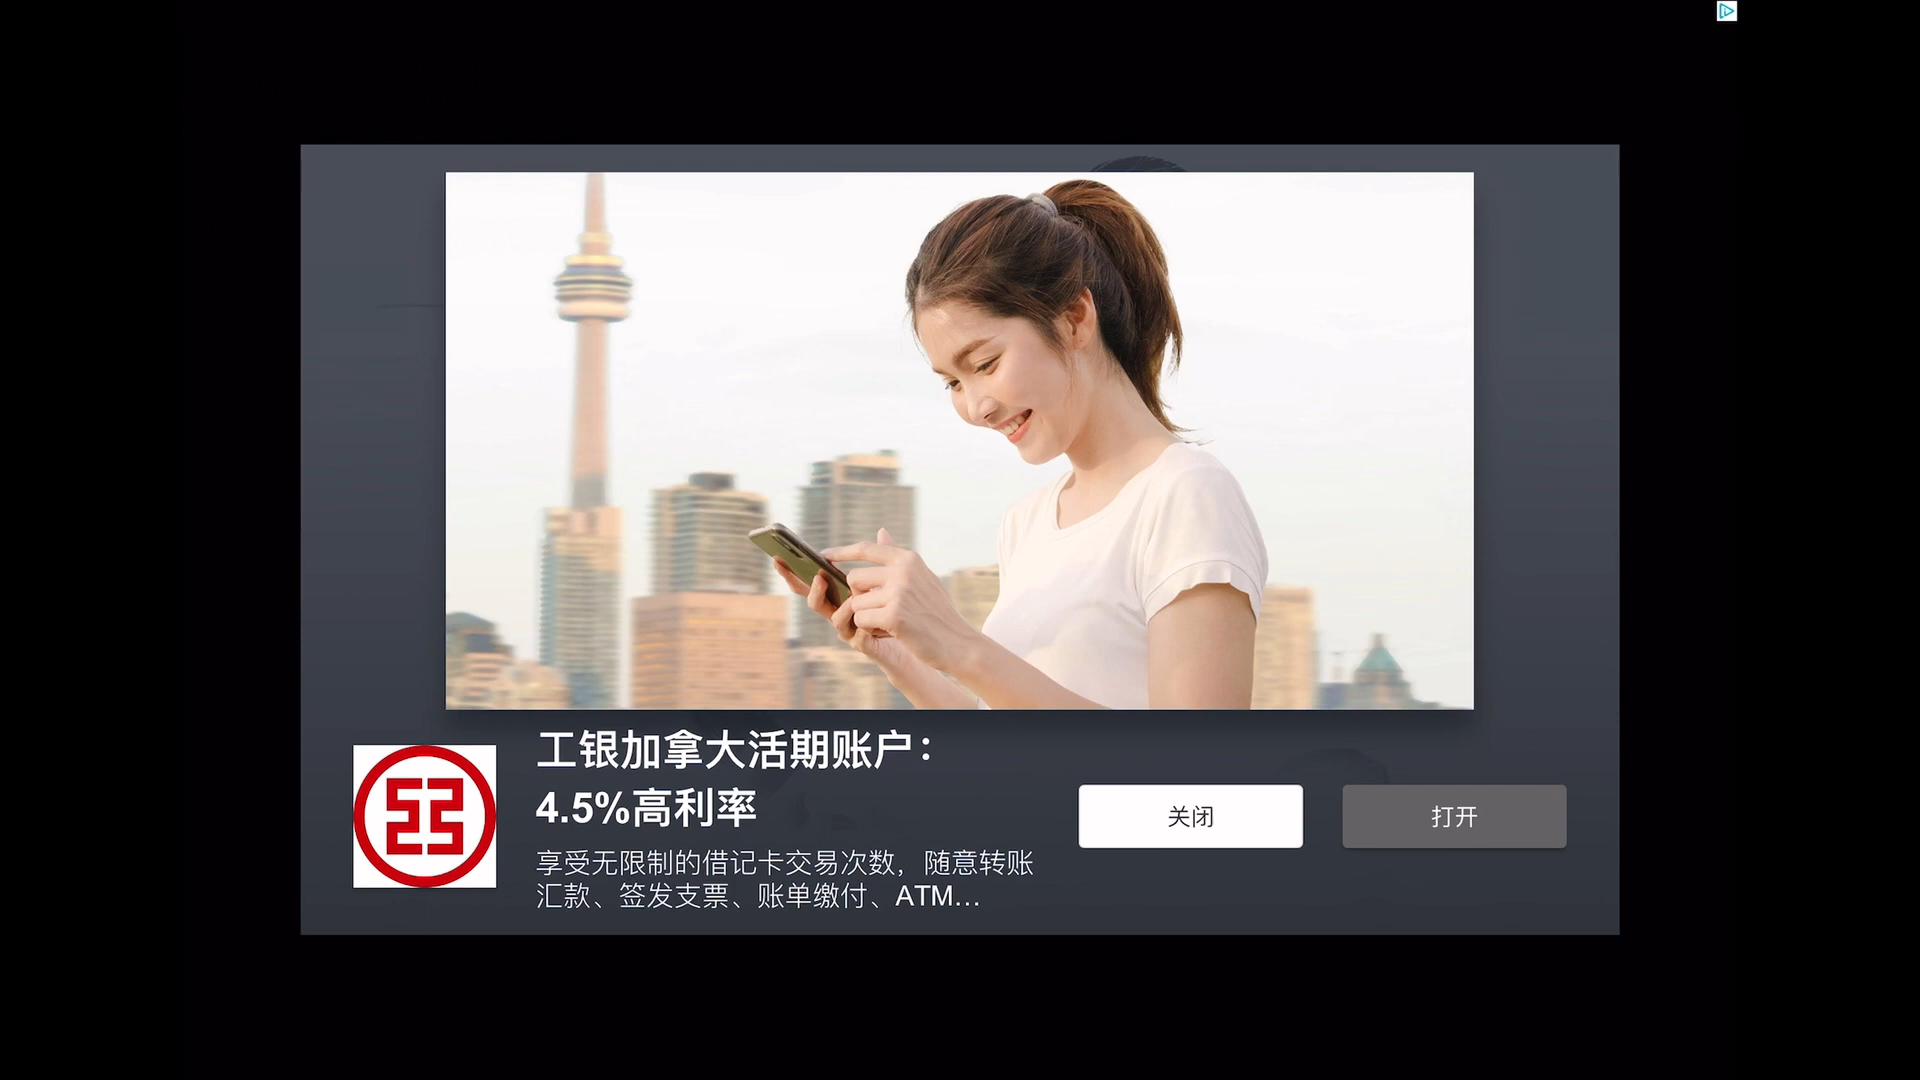 工银加拿大活期账户：
4.5%高利率
享受无限制的借记卡交易次数，随意转账
汇款、签发支票、账单缴付、ATM...
关闭
打开